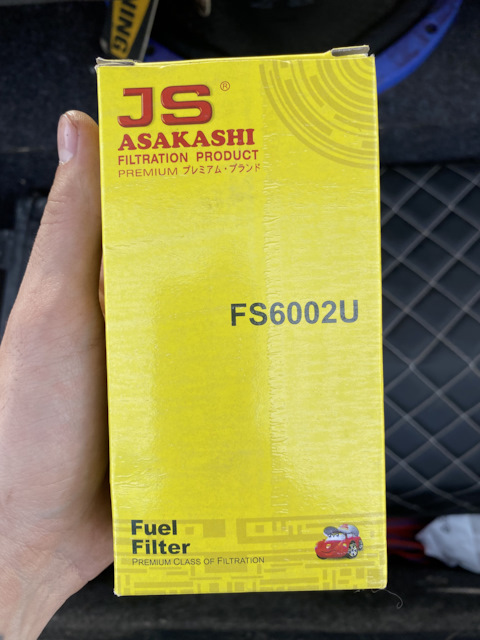 JS®
ASAKASHI
FILTRATION PRODUCT
PREMIUM プレミアム・ブランド
FS6002U
Fuel
Filter
PREMIUM CLASS OF FILTRATION